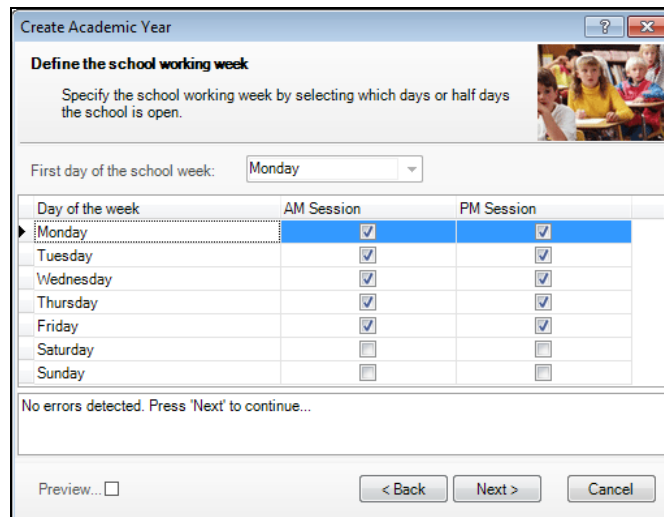 Create Academic Year
Define the school working week
Specify the school working week by selecting which days or half days
the school is open.
First day of the school week: Monday
Day of the week AM Session PM Session
Monday
Tuesday
Wednesday
Thursday
Friday
Saturday
Sunday
No errors detected. Press 'Next' to continue...
Preview... < Back Next > Cancel